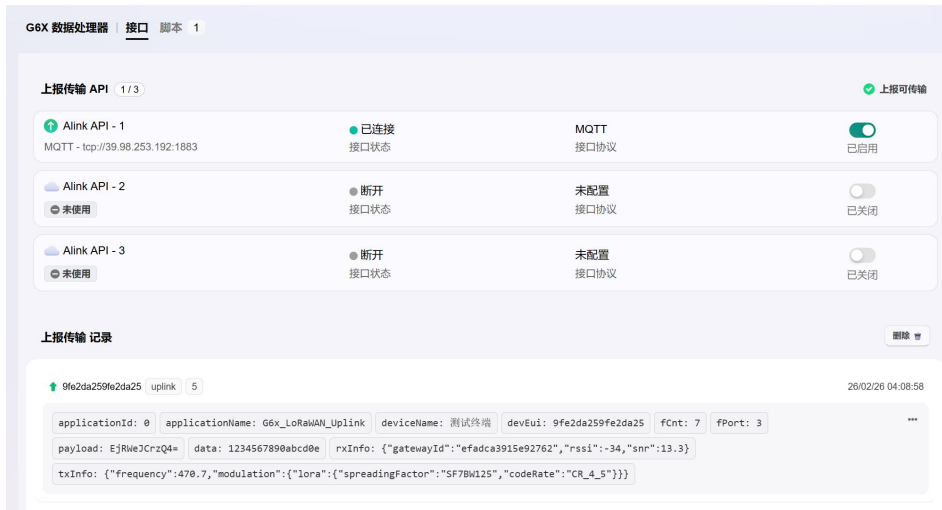 G6X 数据处理器 接口 脚本 1
上报传输 API 1 / 3 上报可传输
Alink API - 1 已连接 MQTT
MQTT - tcp://39.98.253.192:1883 接口状态 接口协议 已启用
Alink API - 2 断开 未配置
未使用 接口状态 接口协议 已关闭
Alink API - 3 断开 未配置
未使用 接口状态 接口协议 已关闭
上报传输 记录 删除
9fe2da259fe2da25 uplink 5 26/02/26 04:08:58
applicationId: 0 applicationName: G6x_LoRaWAN_Uplink deviceName: 测试终端 devEui: 9fe2da259fe2da25 fCnt: 7 fPort: 3
payload: EjRWeJCrzQ4= data: 1234567890abcd0e rxInfo: {"gatewayId":"efadca3915e92762","rssi":-34,"snr":13.3}
txInfo: {"frequency":470.7,"modulation":{"lora":{"spreadingFactor":"SF7BW125","codeRate":"CR_4_5"}}}